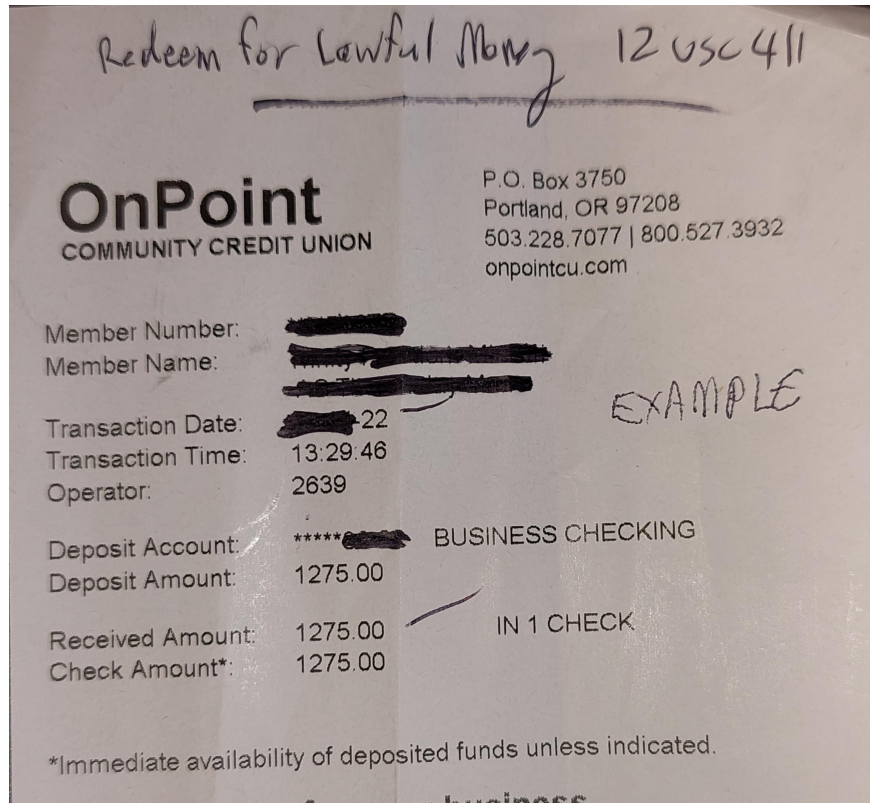 Redeem for Lawful Money 12 USC 411
OnPoint
COMMUNITY CREDIT UNION
P.O. Box 3750
Portland, OR 97208
503.228.7077 | 800.527.3932
onpointcu.com
Member Number:
Member Name:
EXAMPLE
Transaction Date: -22
Transaction Time: 13:29:46
Operator: 2639
Deposit Account: ***** BUSINESS CHECKING
Deposit Amount: 1275.00
Received Amount: 1275.00 IN 1 CHECK
Check Amount*: 1275.00
*Immediate availability of deposited funds unless indicated.
business